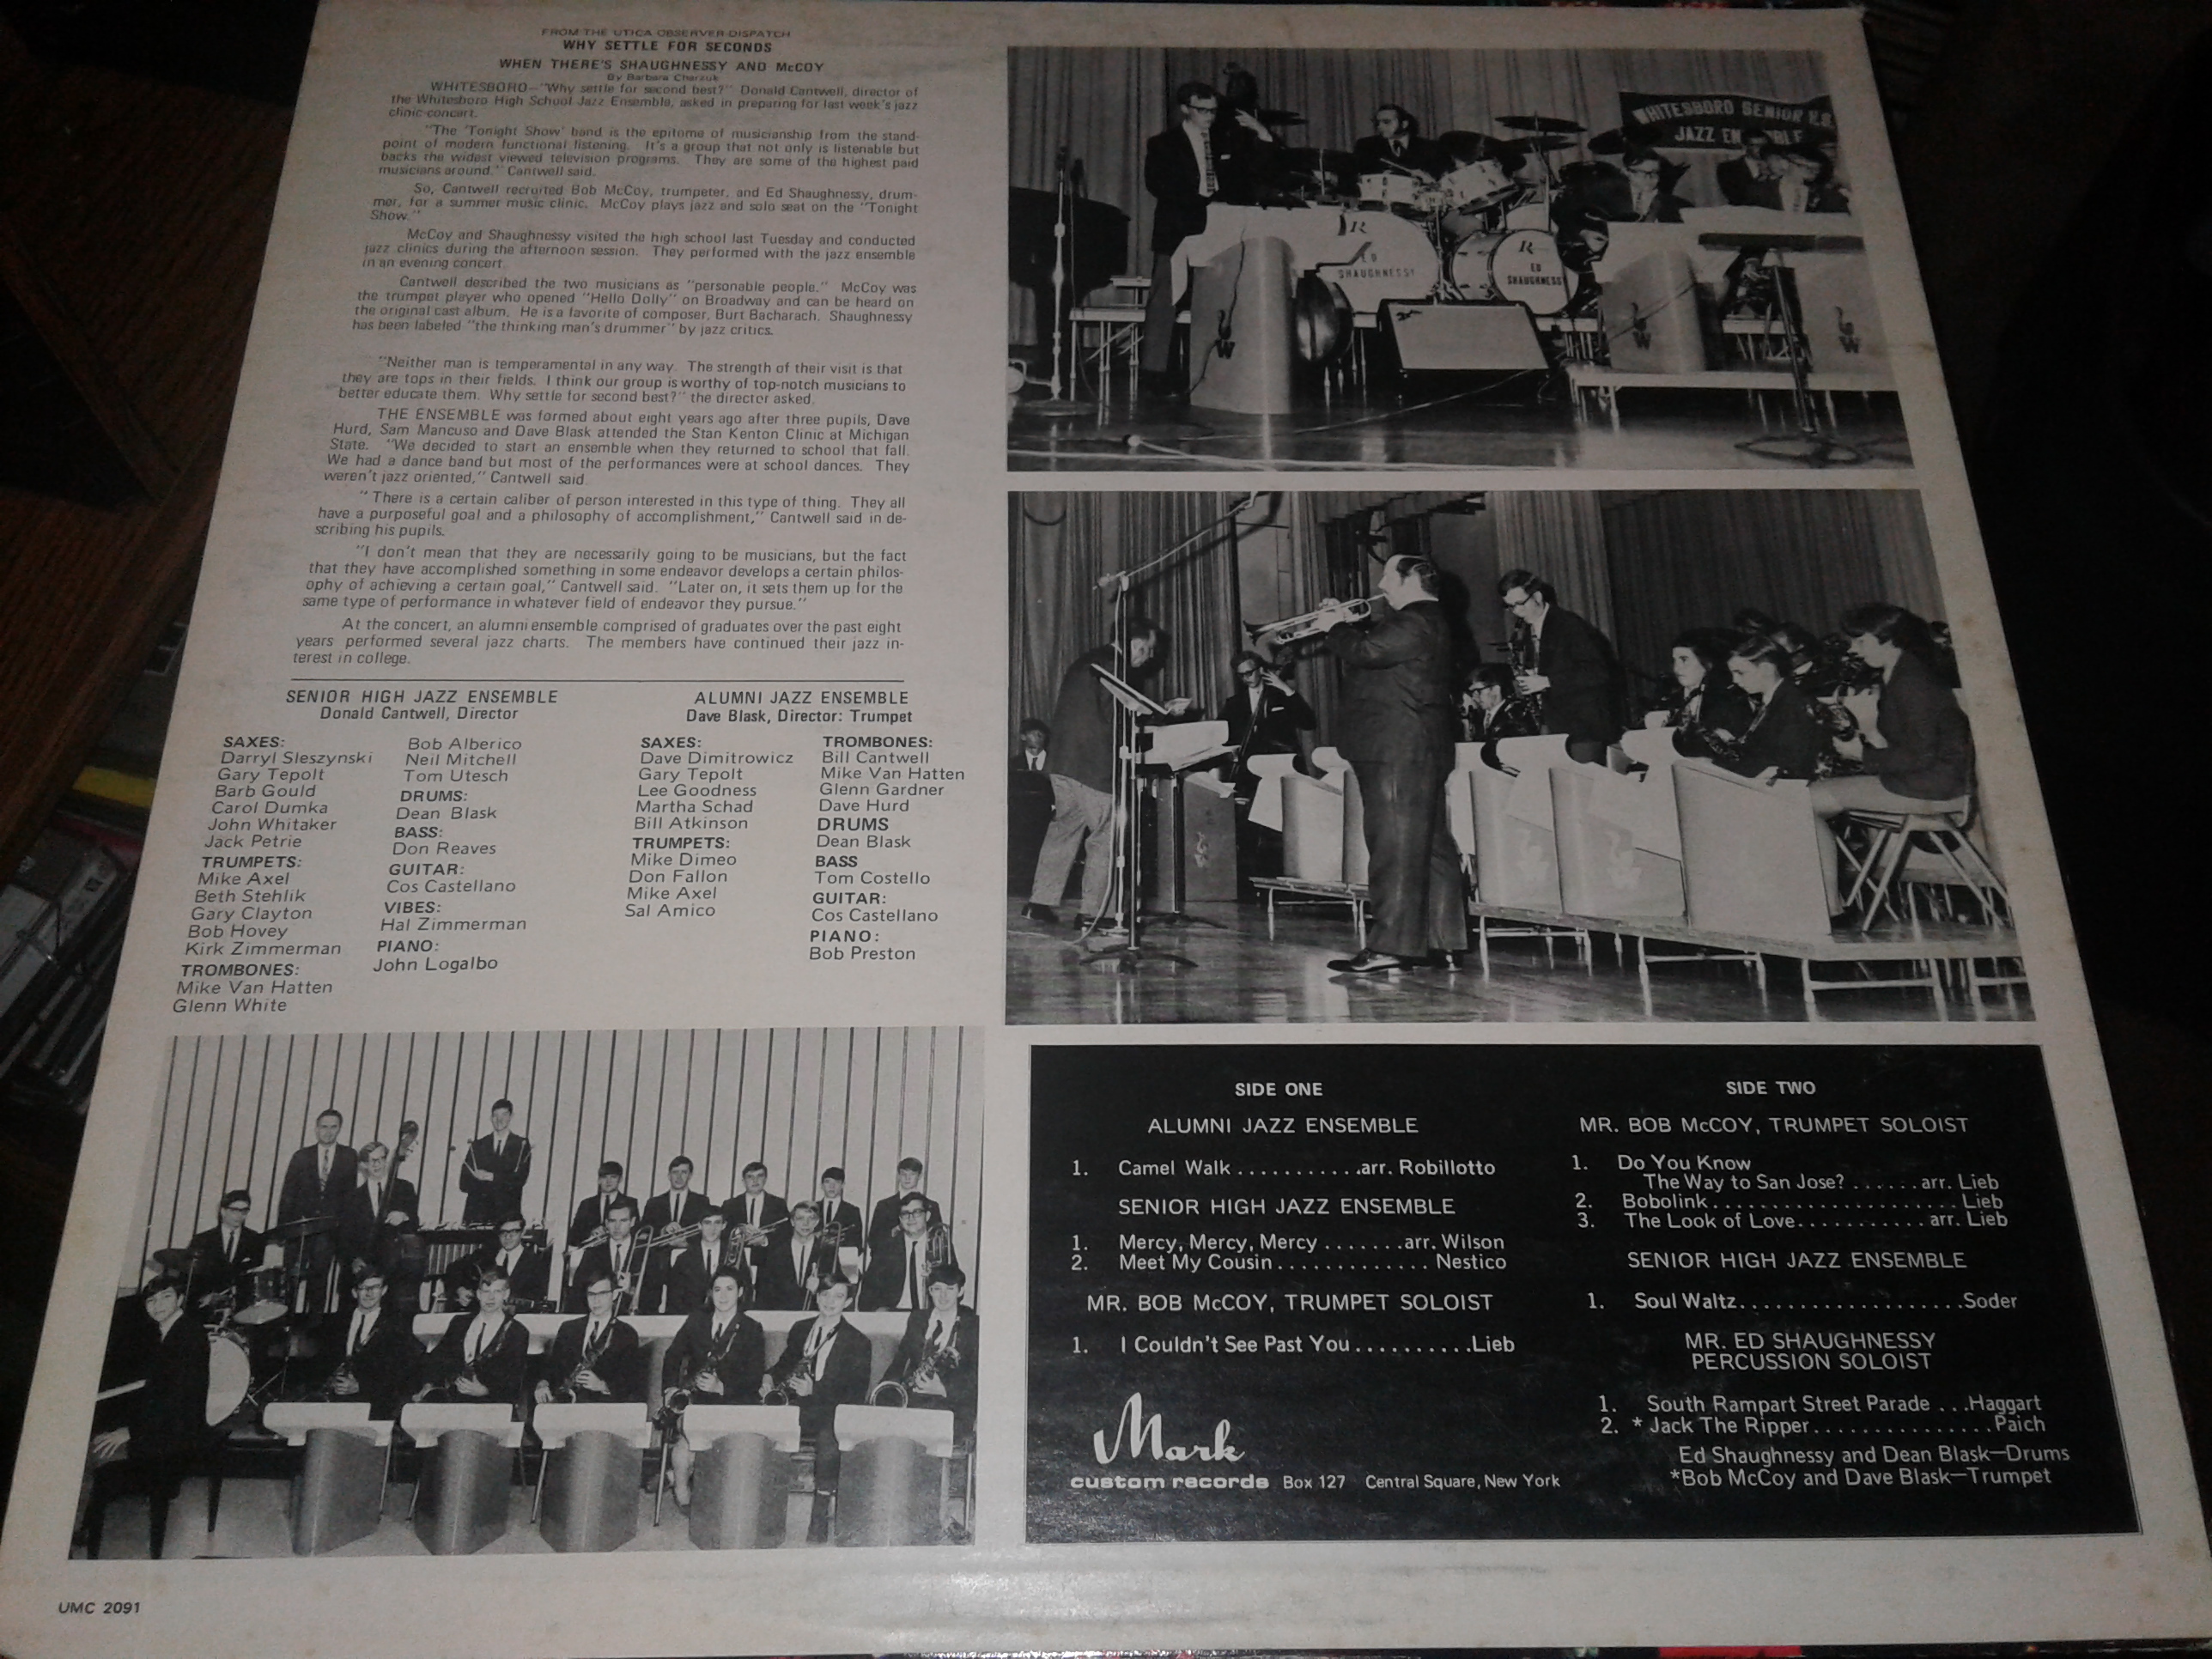 FROM THE UTICA OBSERVER-DISPATCH
WHY SETTLE FOR SECONDS
WHEN THERE'S SHAUGHNESSY AND McCOY
By Barbara Charzuk
WHITESBORO—"Why settle for second best?" Donald Cantwell, director of
the Whitesboro High School Jazz Ensemble, asked in preparing for last week's jazz
clinic-concert.
"The 'Tonight Show' band is the epitome of musicianship from the stand-
point of modern functional listening. It's a group that not only is listenable but
backs the widest viewed television programs. They are some of the highest paid
musicians around." Cantwell said.
So, Cantwell recruited Bob McCoy, trumpeter, and Ed Shaughnessy, drum-
mer, for a summer music clinic. McCoy plays jazz and solo seat on the "Tonight
Show."
McCoy and Shaughnessy visited the high school last Tuesday and conducted
jazz clinics during the afternoon session. They performed with the jazz ensemble
in an evening concert.
Cantwell described the two musicians as "personable people." McCoy was
the trumpet player who opened "Hello Dolly" on Broadway and can be heard on
the original cast album. He is a favorite of composer, Burt Bacharach. Shaughnessy
has been labeled "the thinking man's drummer" by jazz critics.
"Neither man is temperamental in any way. The strength of their visit is that
they are tops in their fields. I think our group is worthy of top-notch musicians to
better educate them. Why settle for second best?" the director asked.
THE ENSEMBLE was formed about eight years ago after three pupils, Dave
Hurd, Sam Mancuso and Dave Blask attended the Stan Kenton Clinic at Michigan
State. "We decided to start an ensemble when they returned to school that fall.
We had a dance band but most of the performances were at school dances. They
weren't jazz oriented," Cantwell said.
"There is a certain caliber of person interested in this type of thing. They all
have a purposeful goal and a philosophy of accomplishment," Cantwell said in de-
scribing his pupils.
"I don't mean that they are necessarily going to be musicians, but the fact
that they have accomplished something in some endeavor develops a certain philos-
ophy of achieving a certain goal," Cantwell said. "Later on, it sets them up for the
same type of performance in whatever field of endeavor they pursue."
At the concert, an alumni ensemble comprised of graduates over the past eight
years performed several jazz charts. The members have continued their jazz in-
terest in college.
SENIOR HIGH JAZZ ENSEMBLE
Donald Cantwell, Director
SAXES:
Darryl Sleszynski
Gary Tepolt
Barb Gould
Carol Dumka
John Whitaker
Jack Petrie
TRUMPETS:
Mike Axel
Beth Stehlik
Gary Clayton
Bob Hovey
Kirk Zimmerman
TROMBONES:
Mike Van Hatten
Glenn White
Bob Alberico
Neil Mitchell
Tom Utesch
DRUMS:
Dean Blask
BASS:
Don Reaves
GUITAR:
Cos Castellano
VIBES:
Hal Zimmerman
PIANO:
John Logalbo
ALUMNI JAZZ ENSEMBLE
Dave Blask, Director: Trumpet
SAXES:
Dave Dimitrowicz
Gary Tepolt
Lee Goodness
Martha Schad
Bill Atkinson
TRUMPETS:
Mike Dimeo
Don Fallon
Mike Axel
Sal Amico
TROMBONES:
Bill Cantwell
Mike Van Hatten
Glenn Gardner
Dave Hurd
DRUMS
Dean Blask
BASS
Tom Costello
GUITAR:
Cos Castellano
PIANO:
Bob Preston
WHITESBORO SENIOR H.S.
JAZZ EN BLE
R
ED
SHAUGHNESSY
R
ED
SHAUGHNESS
W
W
W
SIDE ONE
ALUMNI JAZZ ENSEMBLE
1. Camel Walk . . . . . . . . . . .arr. Robillotto
SENIOR HIGH JAZZ ENSEMBLE
1. Mercy, Mercy, Mercy . . . . . . .arr. Wilson
2. Meet My Cousin . . . . . . . . . . . . . Nestico
MR. BOB McCOY, TRUMPET SOLOIST
1. I Couldn't See Past You . . . . . . . . . .Lieb
Mark
custom records Box 127 Central Square, New York
SIDE TWO
MR. BOB McCOY, TRUMPET SOLOIST
1. Do You Know
The Way to San Jose? . . . . . .arr. Lieb
2. Bobolink . . . . . . . . . . . . . . . . . . . . Lieb
3. The Look of Love . . . . . . . . . . . arr. Lieb
SENIOR HIGH JAZZ ENSEMBLE
1. Soul Waltz . . . . . . . . . . . . . . . . . . .Soder
MR. ED SHAUGHNESSY
PERCUSSION SOLOIST
1. South Rampart Street Parade . . .Haggart
2. * Jack The Ripper . . . . . . . . . . . . . . .Paich
Ed Shaughnessy and Dean Blask—Drums
*Bob McCoy and Dave Blask—Trumpet
UMC 2091